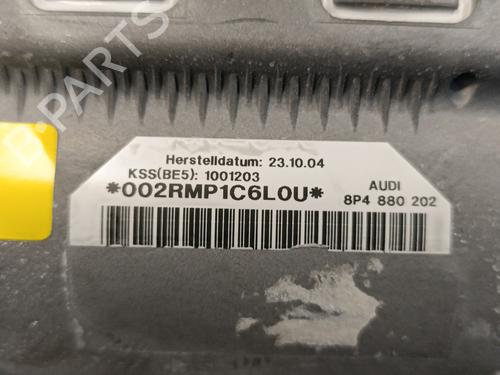 Herstelldatum: 23.10.04
KSS(BE5): 1001203
*002RMP1C6L0U*
AUDI
8P4 880 202
B-PARTS